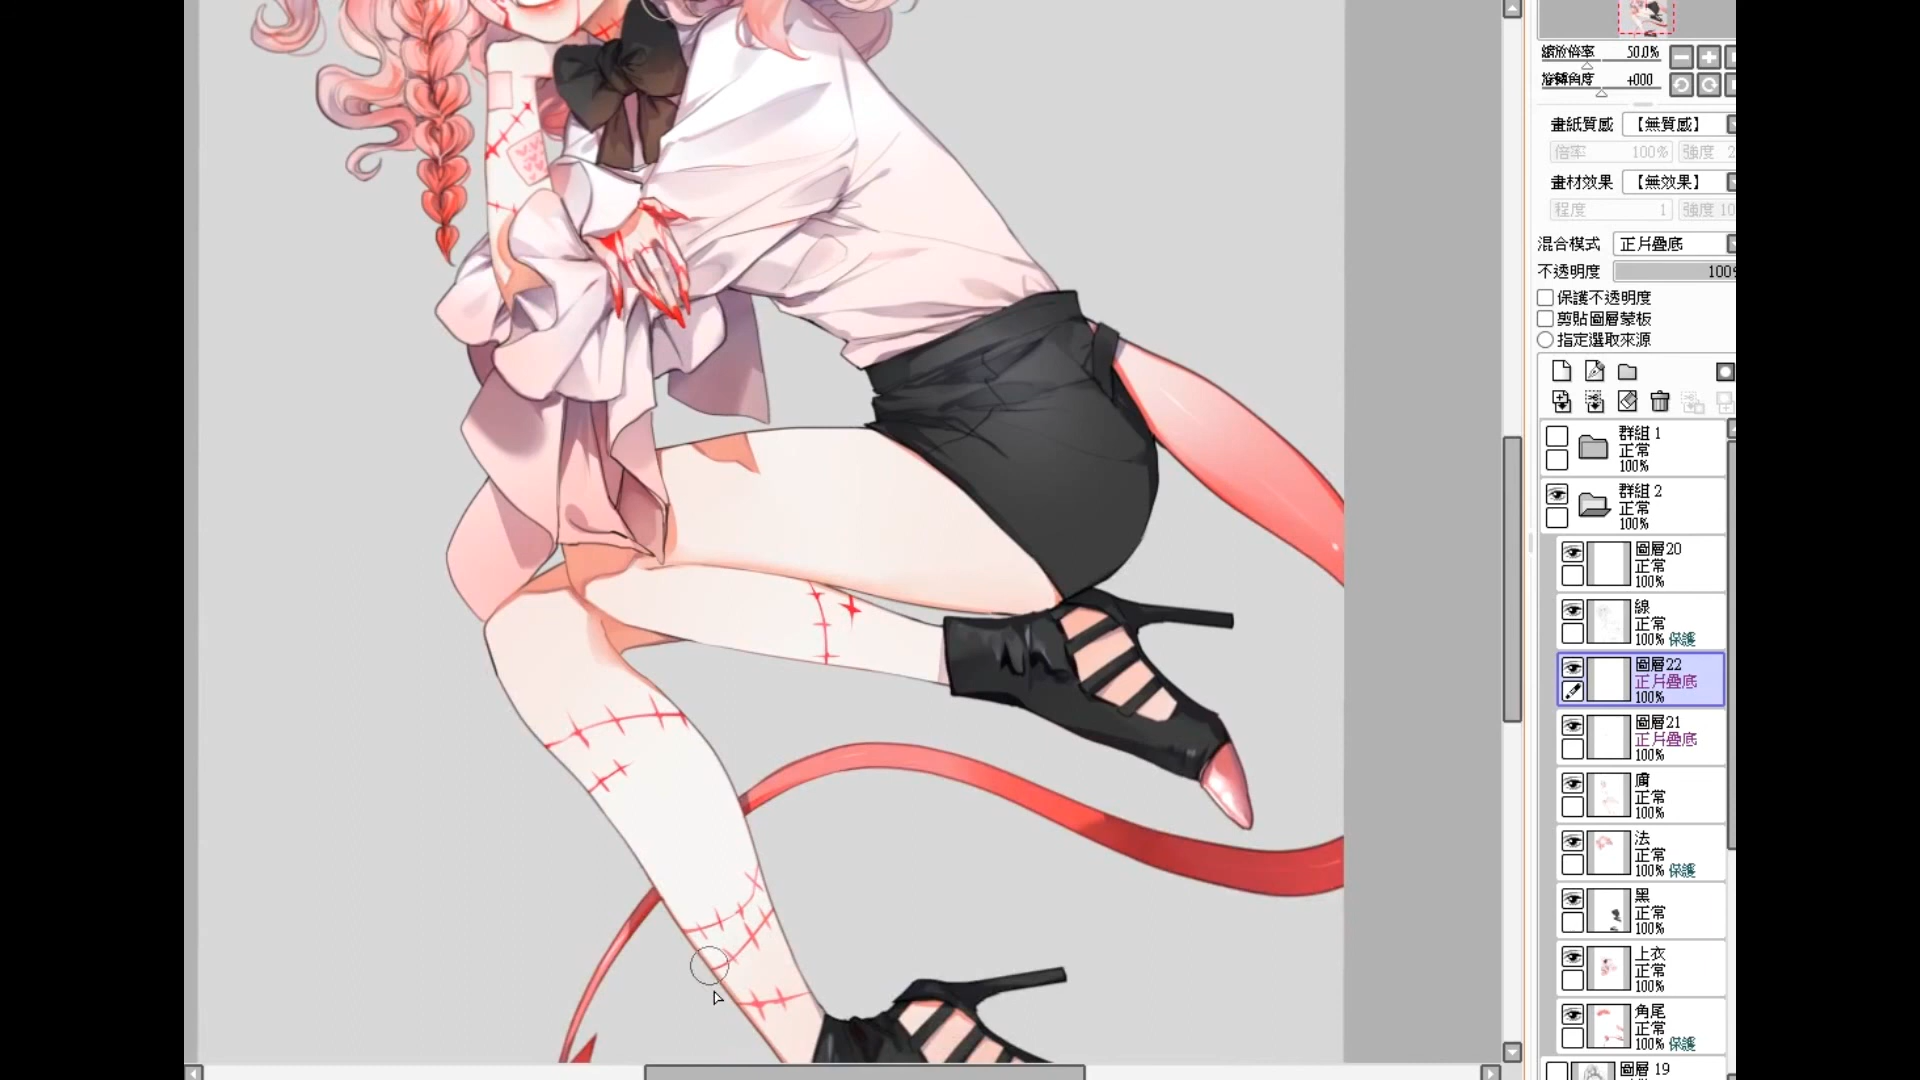 縮放倍率 50.0%
旋轉角度 +000
畫紙質感 【無質感】
倍率 100% 強度 2
畫材效果 【無效果】
程度 1 強度 10
混合模式 正片疊底
不透明度 100%
保護不透明度
剪貼圖層蒙板
指定選取來源
群組 1
正常
100%
群組 2
正常
100%
圖層20
正常
100%
線
正常
100% 保護
圖層22
正片疊底
100%
圖層21
正片疊底
100%
膚
正常
100%
法
正常
100% 保護
黑
正常
100%
上衣
正常
100%
角尾
正常
100% 保護
圖層 19